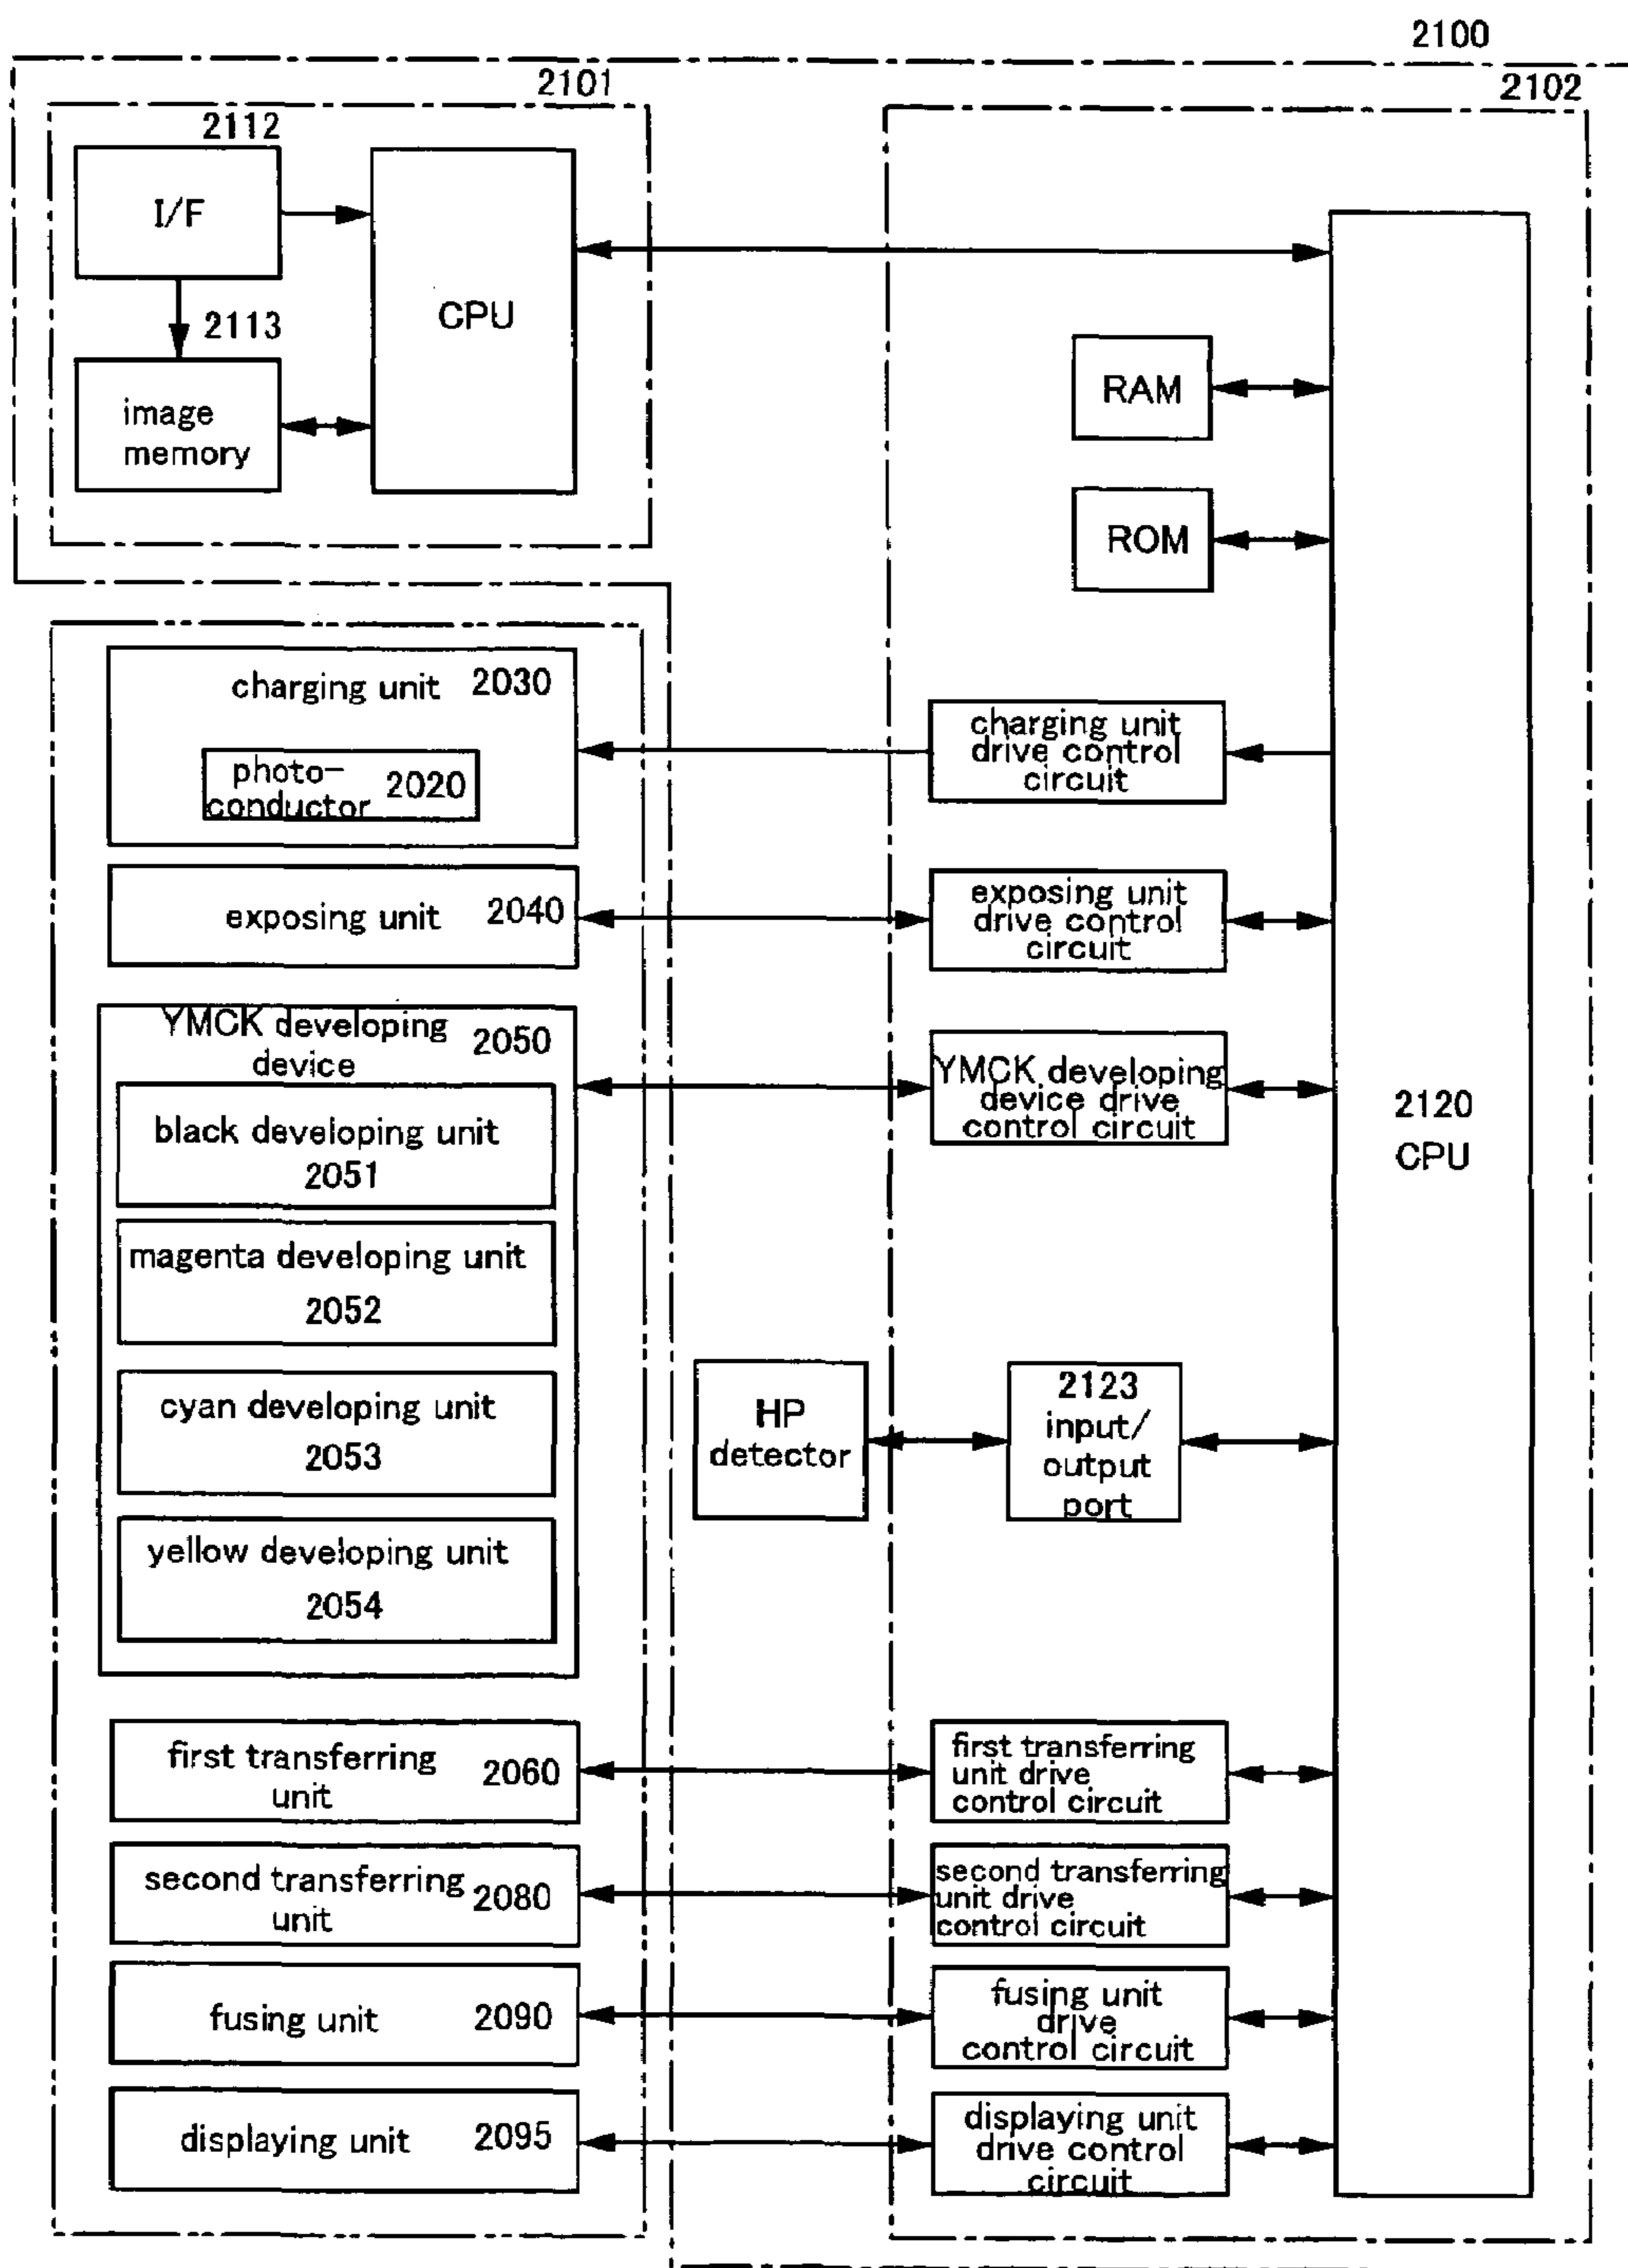 2100
2101
2102
2112
I/F
CPU
2113
image
memory
RAM
ROM
charging unit 2030
photo-
conductor 2020
charging unit
drive control
circuit
exposing unit 2040
exposing unit
drive control
circuit
YMCK developing
device 2050
YMCK developing
device drive
control circuit
2120
CPU
black developing unit
2051
magenta developing unit
2052
cyan developing unit
2053
yellow developing unit
2054
HP
detector
2123
input/
output
port
first transferring
unit 2060
first transferring
unit drive
control circuit
second transferring
unit 2080
second transferring
unit drive
control circuit
fusing unit 2090
fusing unit
drive
control circuit
displaying unit 2095
displaying unit
drive control
circuit